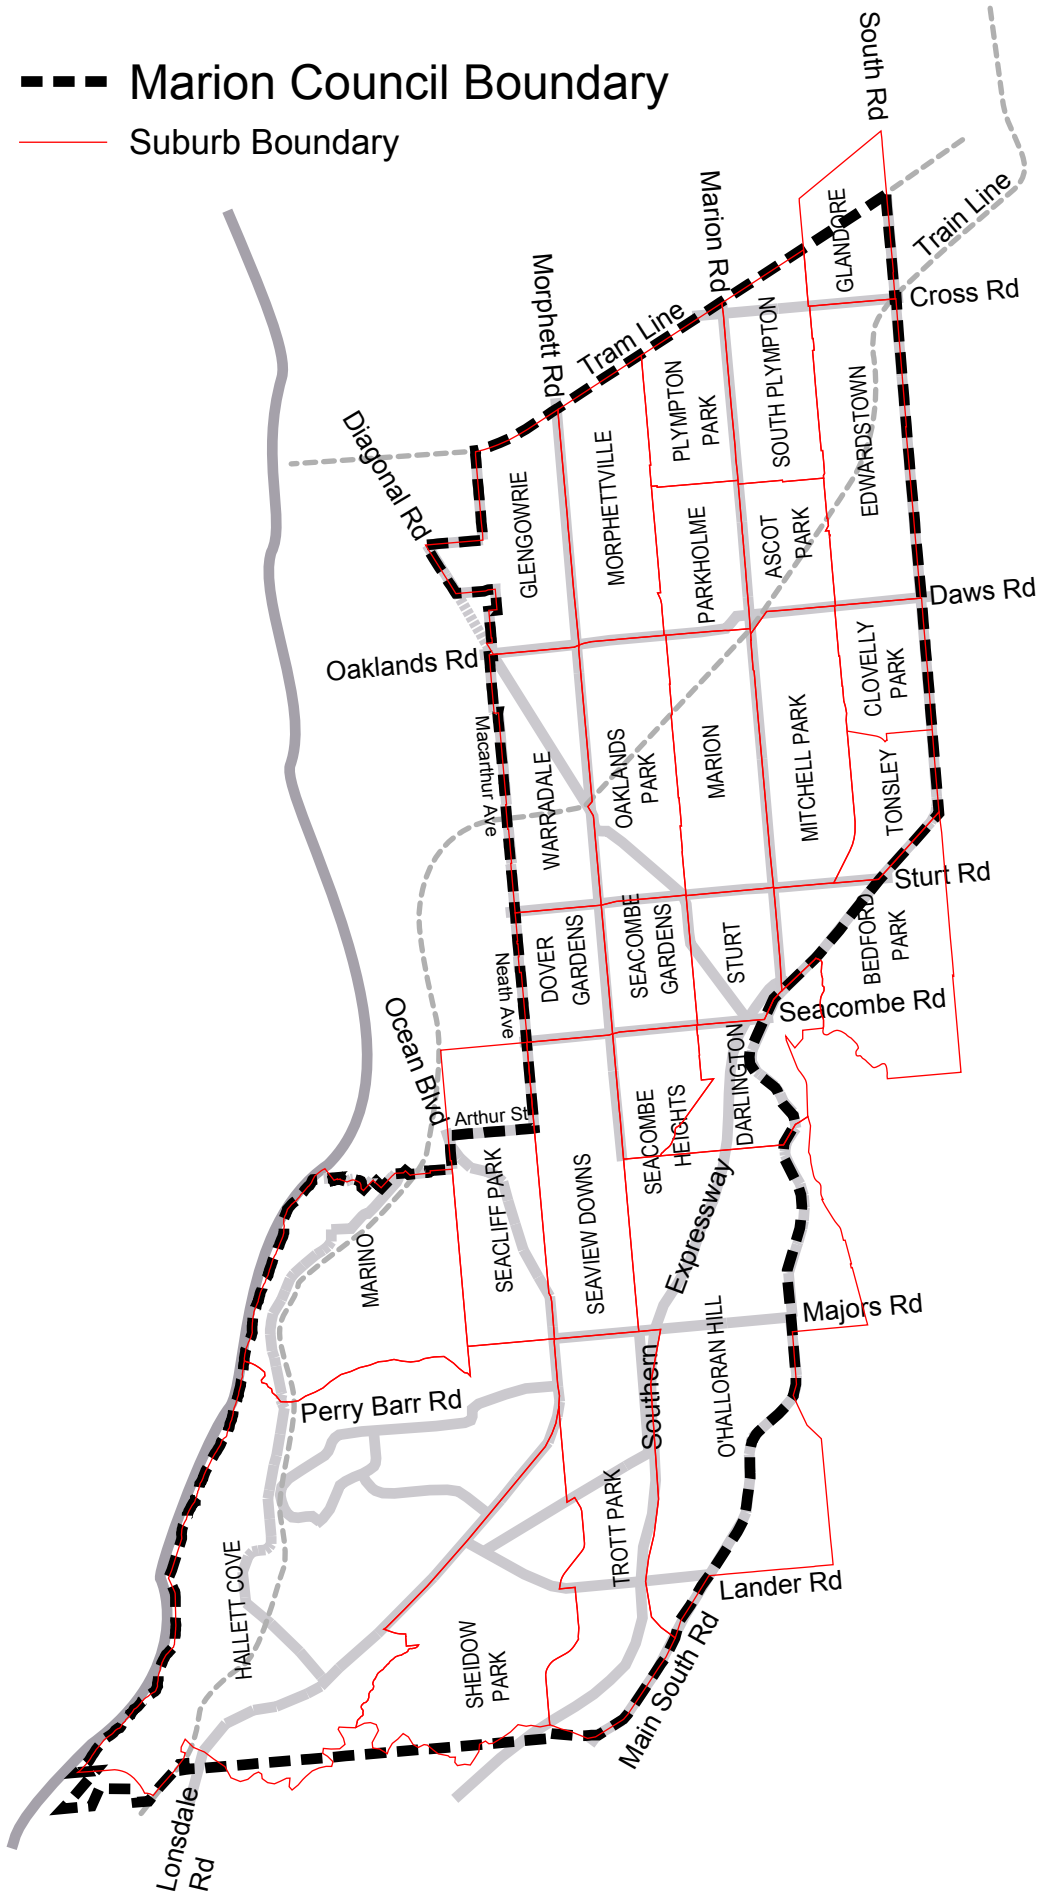 Marion Council Boundary
Suburb Boundary
South Rd
Marion Rd
Train Line
GLANDORE
Cross Rd
Morphett Rd
Tram Line
PLYMPTON
PARK
SOUTH PLYMPTON
EDWARDSTOWN
Diagonal Rd
GLENGOWRIE
MORPHETTVILLE
PARKHOLME
ASCOT
PARK
Daws Rd
Oaklands Rd
CLOVELLY
PARK
Macarthur Ave
WARRADALE
OAKLANDS
PARK
MARION
MITCHELL PARK
TONSLEY
Sturt Rd
Neath Ave
DOVER
GARDENS
SEACOMBE
GARDENS
STURT
BEDFORD
PARK
Seacombe Rd
Ocean Blvd
Arthur St
DARLINGTON
SEACOMBE
HEIGHTS
SEACLIFF PARK
SEAVIEW DOWNS
Expressway
MARINO
Majors Rd
O'HALLORAN HILL
Southern
Perry Barr Rd
TROTT PARK
Lander Rd
HALLETT COVE
SHEIDOW
PARK
Main South Rd
Lonsdale
Rd